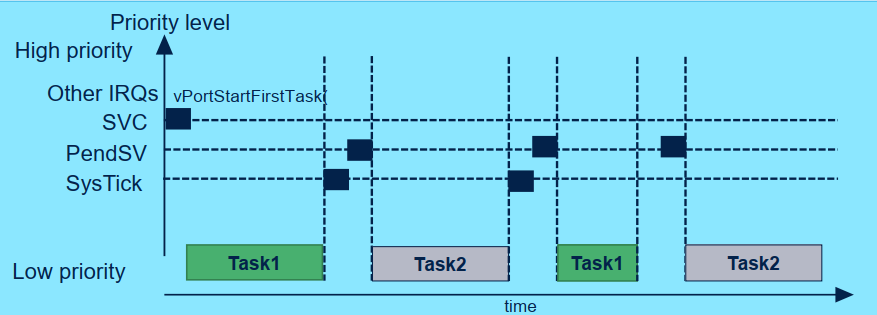 Priority level
High priority
Other IRQs
vPortStartFirstTask(
SVC
PendSV
SysTick
Task1
Task2
Task1
Task2
Low priority
time